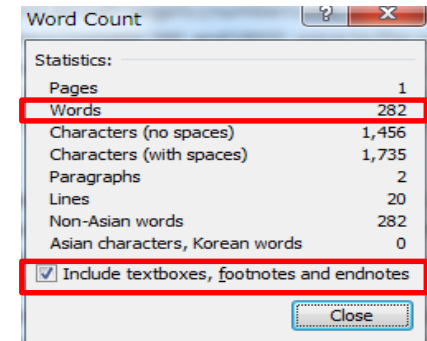 Word Count ? X
Statistics:
Pages 1
Words 282
Characters (no spaces) 1,456
Characters (with spaces) 1,735
Paragraphs 2
Lines 20
Non-Asian words 282
Asian characters, Korean words 0
Include textboxes, footnotes and endnotes
Close